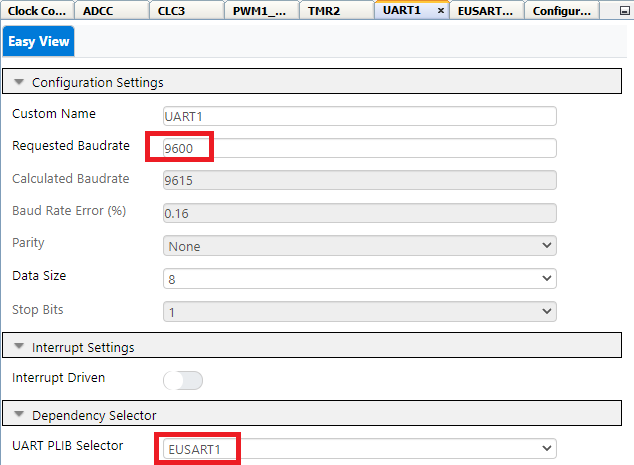 Clock Co... ADCC CLC3 PWM1_... TMR2 UART1 × EUSART... Configur...
Easy View
Configuration Settings
Custom Name UART1
Requested Baudrate 9600
Calculated Baudrate 9615
Baud Rate Error (%) 0.16
Parity None
Data Size 8
Stop Bits 1
Interrupt Settings
Interrupt Driven
Dependency Selector
UART PLIB Selector EUSART1